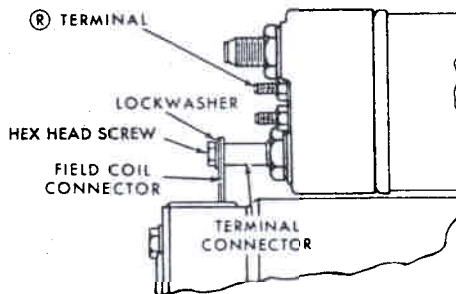 Ⓡ TERMINAL
LOCKWASHER
HEX HEAD SCREW
FIELD COIL
CONNECTOR
TERMINAL
CONNECTOR